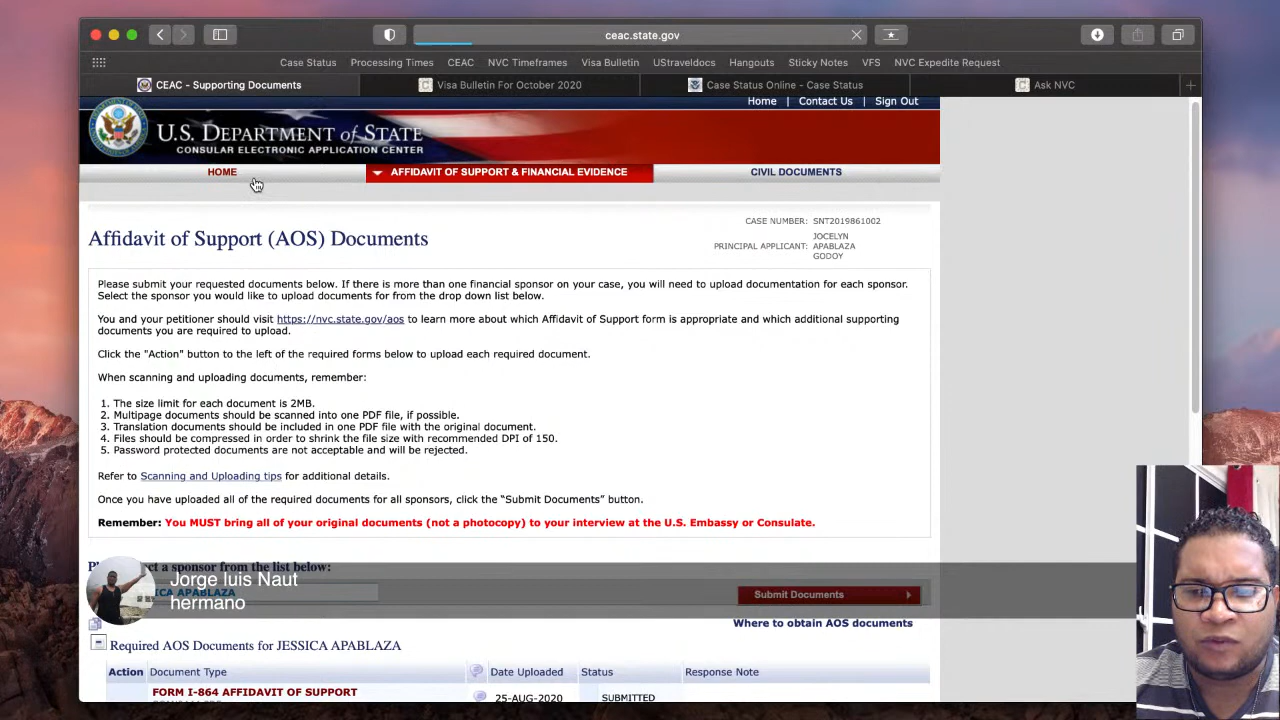 ceac.state.gov
Case Status Processing Times CEAC NVC Timeframes Visa Bulletin UStraveldocs Hangouts Sticky Notes VFS NVC Expedite Request
CEAC - Supporting Documents Visa Bulletin For October 2020 Case Status Online - Case Status Ask NVC
Home | Contact Us | Sign Out
U.S. DEPARTMENT of STATE
CONSULAR ELECTRONIC APPLICATION CENTER
HOME AFFIDAVIT OF SUPPORT & FINANCIAL EVIDENCE CIVIL DOCUMENTS
CASE NUMBER: SNT2019861002
Affidavit of Support (AOS) Documents
PRINCIPAL APPLICANT: JOCELYN
APABLAZA
GODOY
Please submit your requested documents below. If there is more than one financial sponsor on your case, you will need to upload documentation for each sponsor.
Select the sponsor you would like to upload documents for from the drop down list below.
You and your petitioner should visit https://nvc.state.gov/aos to learn more about which Affidavit of Support form is appropriate and which additional supporting
documents you are required to upload.
Click the "Action" button to the left of the required forms below to upload each required document.
When scanning and uploading documents, remember:
1. The size limit for each document is 2MB.
2. Multipage documents should be scanned into one PDF file, if possible.
3. Translation documents should be included in one PDF file with the original document.
4. Files should be compressed in order to shrink the file size with recommended DPI of 150.
5. Password protected documents are not acceptable and will be rejected.
Refer to Scanning and Uploading tips for additional details.
Once you have uploaded all of the required documents for all sponsors, click the “Submit Documents” button.
Remember: You MUST bring all of your original documents (not a photocopy) to your interview at the U.S. Embassy or Consulate.
a sponsor from the list below:
Jorge luis Naut
hermano
APABLAZA
Submit Documents
Where to obtain AOS documents
Required AOS Documents for JESSICA APABLAZA
Action Document Type Date Uploaded Status Response Note
FORM I-864 AFFIDAVIT OF SUPPORT
25-AUG-2020 SUBMITTED